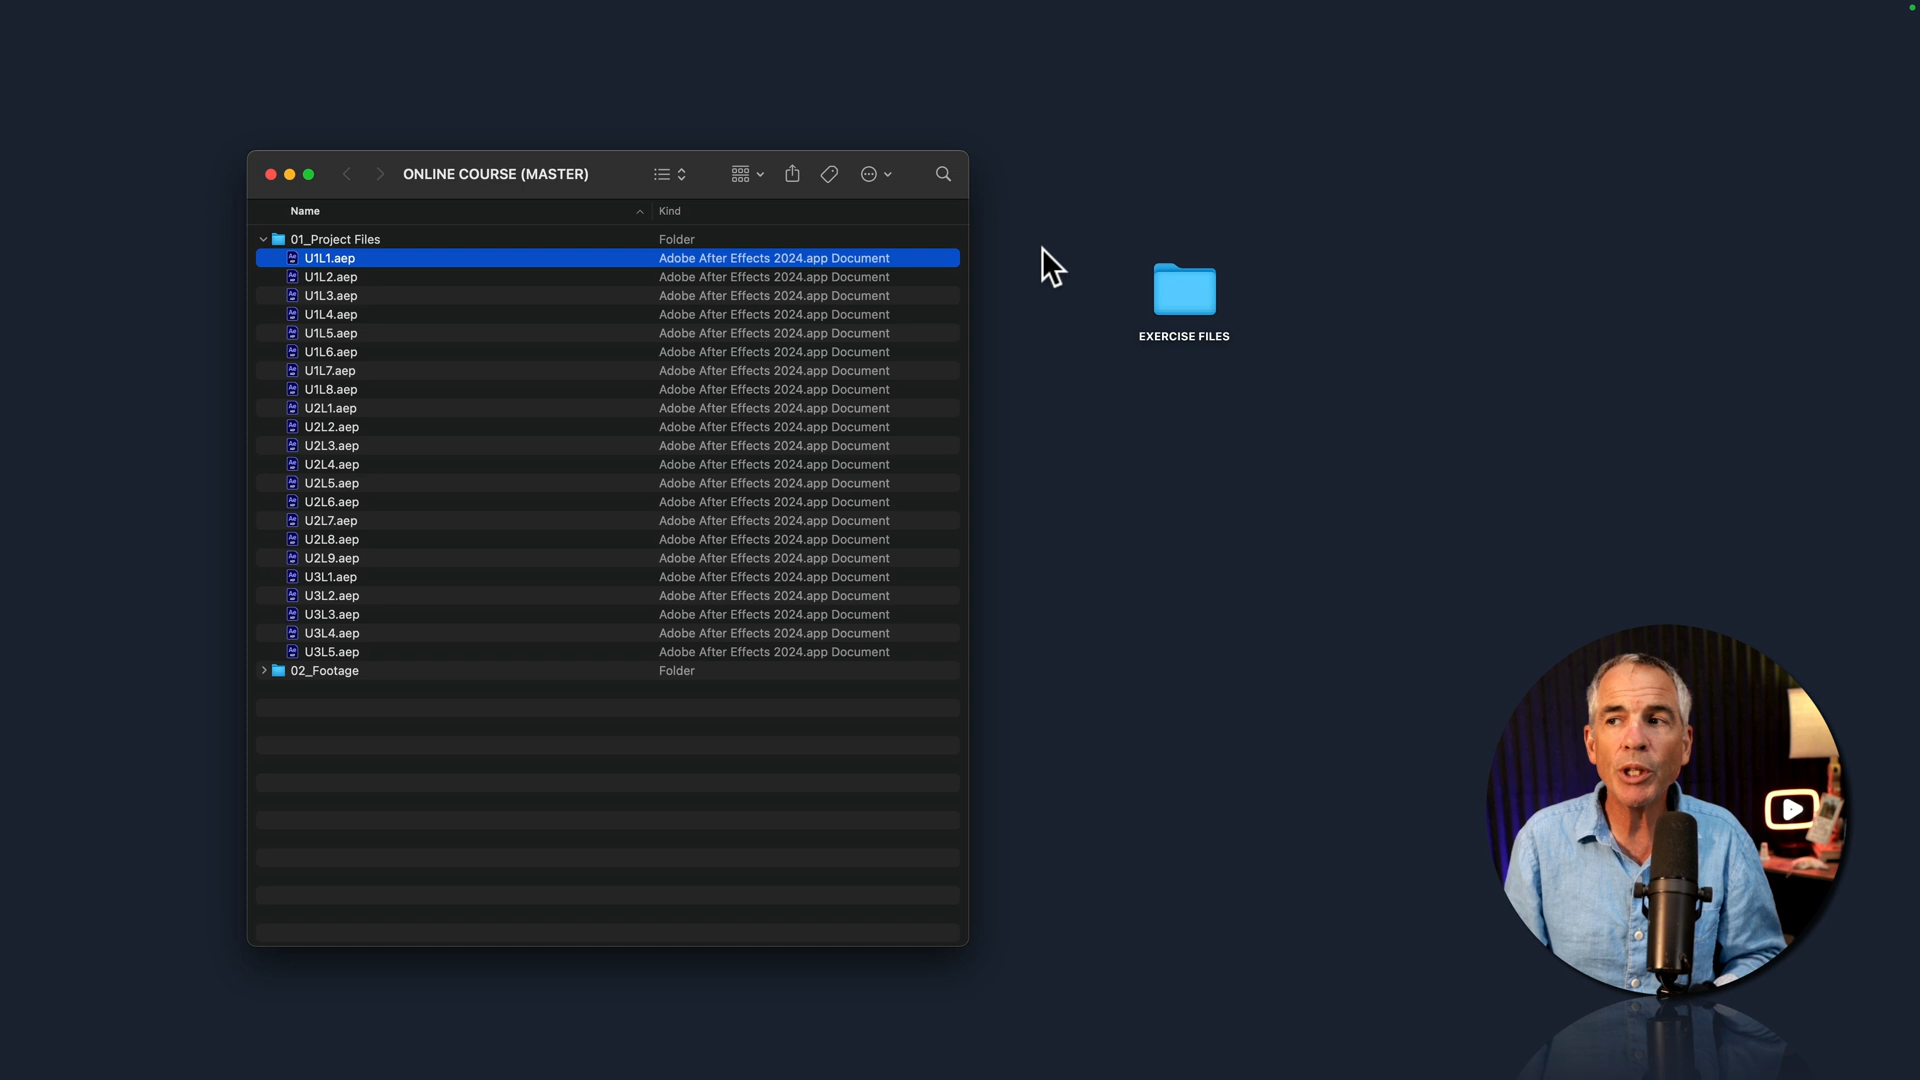 ONLINE COURSE (MASTER)
Name Kind
01_Project Files Folder
U1L1.aep Adobe After Effects 2024.app Document
U1L2.aep Adobe After Effects 2024.app Document
U1L3.aep Adobe After Effects 2024.app Document
U1L4.aep Adobe After Effects 2024.app Document
U1L5.aep Adobe After Effects 2024.app Document
U1L6.aep Adobe After Effects 2024.app Document
U1L7.aep Adobe After Effects 2024.app Document
U1L8.aep Adobe After Effects 2024.app Document
U2L1.aep Adobe After Effects 2024.app Document
U2L2.aep Adobe After Effects 2024.app Document
U2L3.aep Adobe After Effects 2024.app Document
U2L4.aep Adobe After Effects 2024.app Document
U2L5.aep Adobe After Effects 2024.app Document
U2L6.aep Adobe After Effects 2024.app Document
U2L7.aep Adobe After Effects 2024.app Document
U2L8.aep Adobe After Effects 2024.app Document
U2L9.aep Adobe After Effects 2024.app Document
U3L1.aep Adobe After Effects 2024.app Document
U3L2.aep Adobe After Effects 2024.app Document
U3L3.aep Adobe After Effects 2024.app Document
U3L4.aep Adobe After Effects 2024.app Document
U3L5.aep Adobe After Effects 2024.app Document
02_Footage Folder
EXERCISE FILES